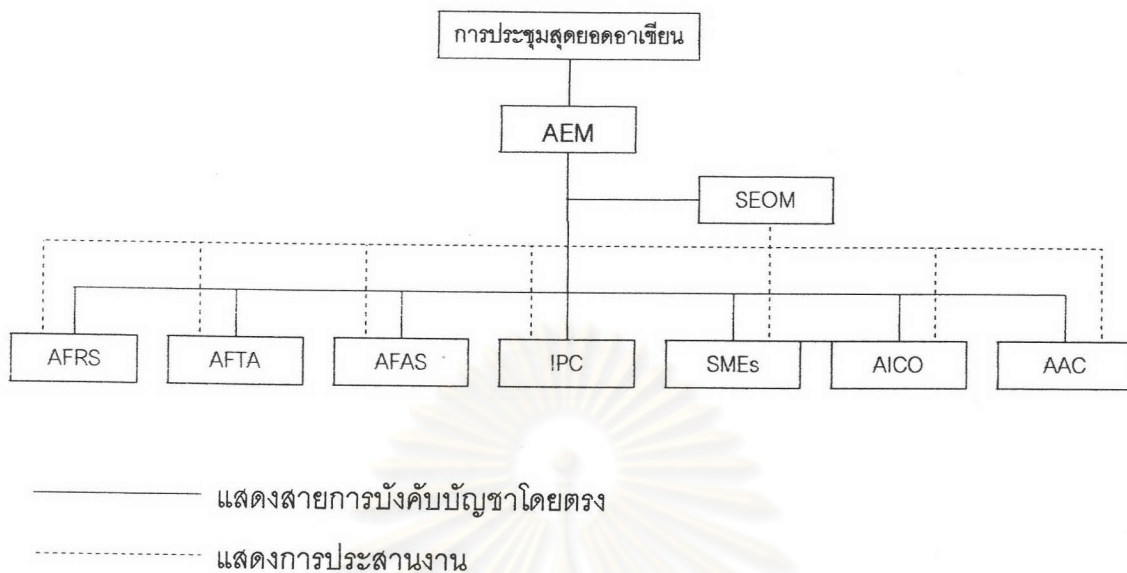 การประชุมสุดยอดอาเซียน
AEM
SEOM
AFRS
AFTA
AFAS
IPC
SMEs
AICO
AAC
แสดงสายการบังคับบัญชาโดยตรง
แสดงการประสานงาน